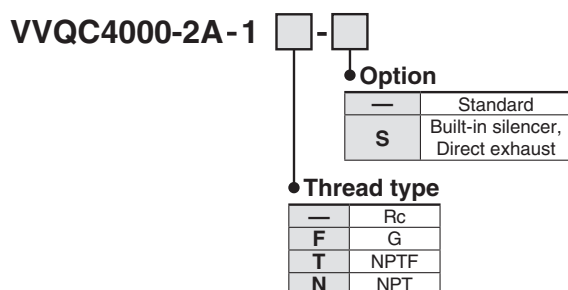 VVQC4000-2A-1 -
Option
— Standard
S Built-in silencer,
Direct exhaust
Thread type
— Rc
F G
T NPTF
N NPT